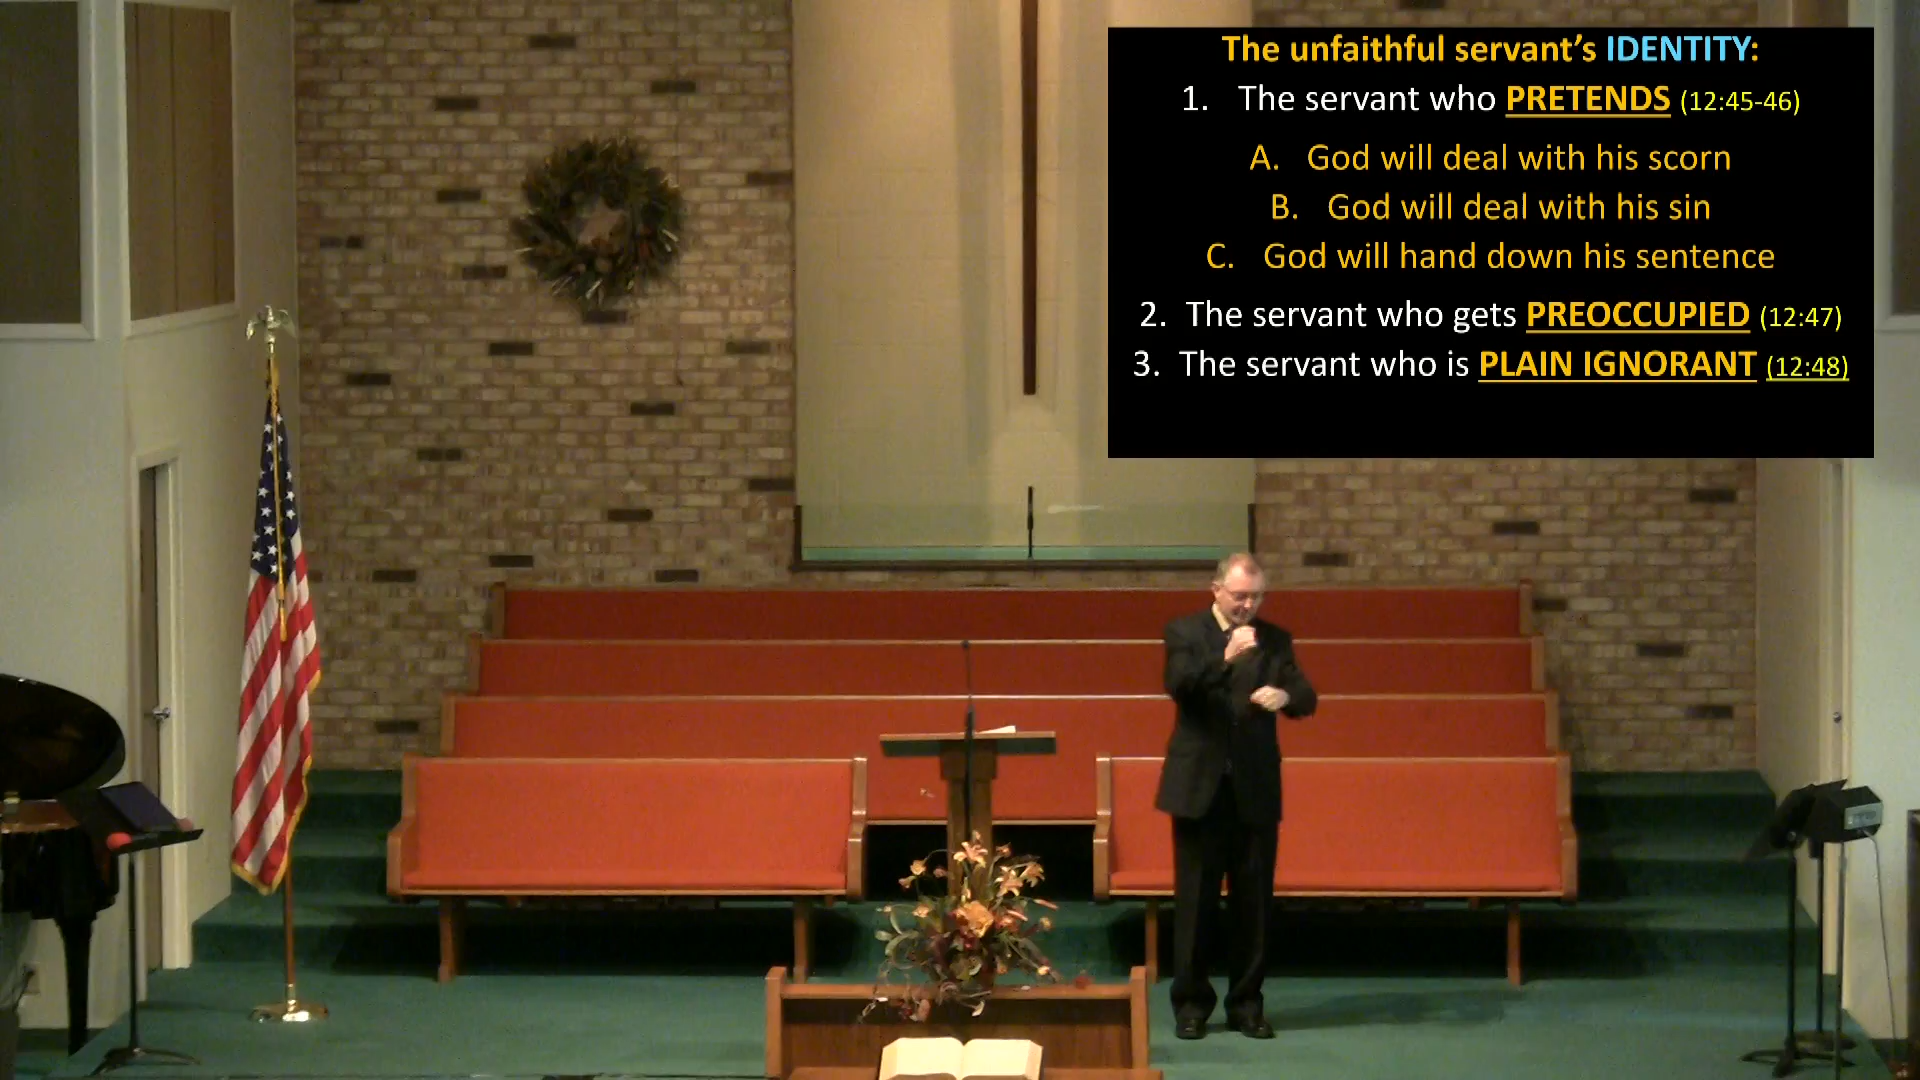 The unfaithful servant’s IDENTITY:
1. The servant who PRETENDS (12:45-46)
A. God will deal with his scorn
B. God will deal with his sin
C. God will hand down his sentence
2. The servant who gets PREOCCUPIED (12:47)
3. The servant who is PLAIN IGNORANT (12:48)